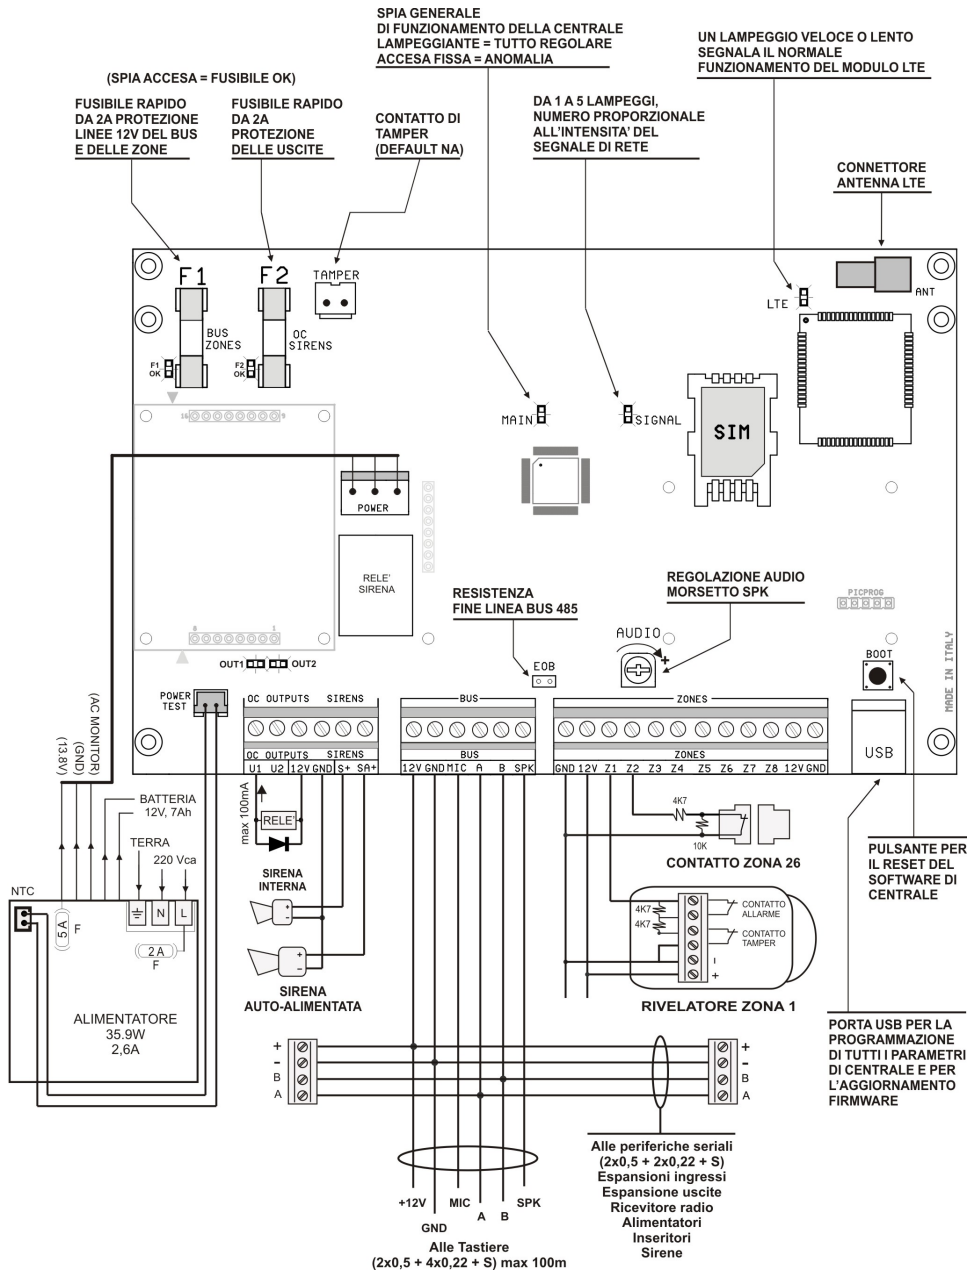 SPIA GENERALE
DI FUNZIONAMENTO DELLA CENTRALE
LAMPEGGIANTE = TUTTO REGOLARE
ACCESA FISSA = ANOMALIA
UN LAMPEGGIO VELOCE O LENTO
SEGNALA IL NORMALE
FUNZIONAMENTO DEL MODULO LTE
(SPIA ACCESA = FUSIBILE OK)
FUSIBILE RAPIDO
DA 2A PROTEZIONE
LINEE 12V DEL BUS
E DELLE ZONE
FUSIBILE RAPIDO
DA 2A
PROTEZIONE
DELLE USCITE
CONTATTO DI
TAMPER
(DEFAULT NA)
DA 1 A 5 LAMPEGGI,
NUMERO PROPORZIONALE
ALL'INTENSITA' DEL
SEGNALE DI RETE
CONNETTORE
ANTENNA LTE
F1
F2
TAMPER
ANT
LTE
BUS
ZONES
OC
SIRENS
F1
OK
F2
OK
16
9
MAIN
SIGNAL
SIM
POWER
RELE'
SIRENA
RESISTENZA
FINE LINEA BUS 485
REGOLAZIONE AUDIO
MORSETTO SPK
PICPROG
8
1
AUDIO
+
BOOT
MADE IN ITALY
OUT1
OUT2
EOB
POWER
TEST
OC OUTPUTS SIRENS
BUS
ZONES
USB
OC OUTPUTS SIRENS
BUS
ZONES
U1 U2 12V GND S+ SA+
12V GND MIC A B SPK
GND 12V Z1 Z2 Z3 Z4 Z5 Z6 Z7 Z8 12V GND
(13,8V)
(GND)
(AC MONITOR)
BATTERIA
12V, 7Ah
max 100mA
RELE'
4K7
10K
CONTATTO ZONA 26
PULSANTE PER
IL RESET DEL
SOFTWARE DI
CENTRALE
TERRA
220 Vca
SIRENA
INTERNA
+
-
NTC
5 A
F
N
L
2 A
F
4K7
4K7
CONTATTO
ALLARME
CONTATTO
TAMPER
-
+
RIVELATORE ZONA 1
+
-
SIRENA
AUTO-ALIMENTATA
ALIMENTATORE
35.9W
2,6A
PORTA USB PER LA
PROGRAMMAZIONE
DI TUTTI I PARAMETRI
DI CENTRALE E PER
L'AGGIORNAMENTO
FIRMWARE
+
-
B
A
+
-
B
A
Alle periferiche seriali
(2x0,5 + 2x0,22 + S)
Espansioni ingressi
Espansione uscite
Ricevitore radio
Alimentatori
Inseritori
Sirene
+12V
GND
MIC
A
B
SPK
Alle Tastiere
(2x0,5 + 4x0,22 + S) max 100m